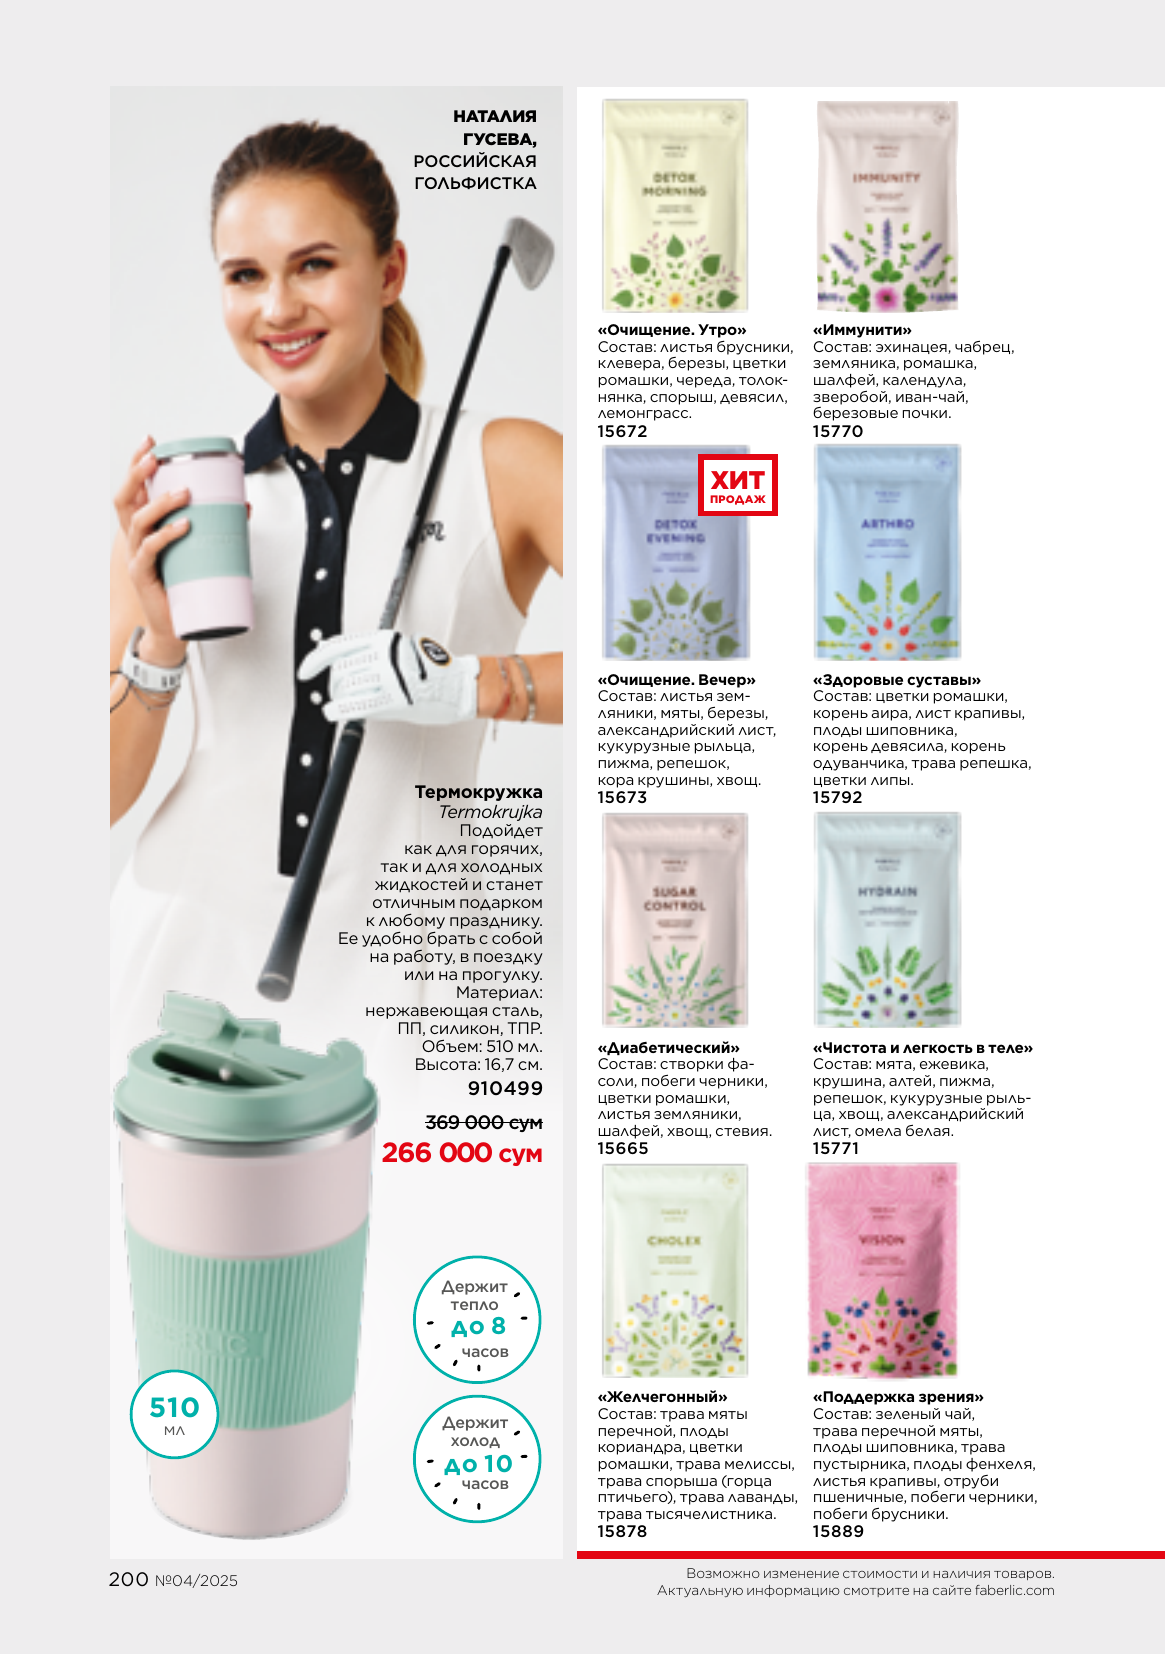 НАТАЛИЯ
ГУСЕВА,
РОССИЙСКАЯ
ГОЛЬФИСТКА
Термокружка
Termokrujka
Подойдет
как для горячих,
так и для холодных
жидкостей и станет
отличным подарком
к любому празднику.
Ее удобно брать с собой
на работу, в поездку
или на прогулку.
Материал:
нержавеющая сталь,
ПП, силикон, ТПР.
Объем: 510 мл.
Высота: 16,7 см.
910499
369 000 сум
266 000 сум
Держит
тепло
до 8
часов
Держит
холод
до 10
часов
510
мл
DETOX
MORNING
«Очищение. Утро»
Состав: листья брусники,
клевера, березы, цветки
ромашки, череда, толок-
нянка, спорыш, девясил,
лемонграсс.
15672
IMMUNITY
«Иммунити»
Состав: эхинацея, чабрец,
земляника, ромашка,
шалфей, календула,
зверобой, иван-чай,
березовые почки.
15770
ХИТ
ПРОДАЖ
DETOX
EVENING
«Очищение. Вечер»
Состав: листья зем-
ляники, мяты, березы,
александрийский лист,
кукурузные рыльца,
пижма, репешок,
кора крушины, хвощ.
15673
ARTHRO
«Здоровые суставы»
Состав: цветки ромашки,
корень аира, лист крапивы,
плоды шиповника,
корень девясила, корень
одуванчика, трава репешка,
цветки липы.
15792
SUGAR
CONTROL
«Диабетический»
Состав: створки фа-
соли, побеги черники,
цветки ромашки,
листья земляники,
шалфей, хвощ, стевия.
15665
HYDRAIN
«Чистота и легкость в теле»
Состав: мята, ежевика,
крушина, алтей, пижма,
репешок, кукурузные рыль-
ца, хвощ, александрийский
лист, омела белая.
15771
CHOLEX
«Желчегонный»
Состав: трава мяты
перечной, плоды
кориандра, цветки
ромашки, трава мелиссы,
трава спорыша (горца
птичьего), трава лаванды,
трава тысячелистника.
15878
VISION
«Поддержка зрения»
Состав: зеленый чай,
трава перечной мяты,
плоды шиповника, трава
пустырника, плоды фенхеля,
листья крапивы, отруби
пшеничные, побеги черники,
побеги брусники.
15889
200 №04/2025
Возможно изменение стоимости и наличия товаров.
Актуальную информацию смотрите на сайте faberlic.com